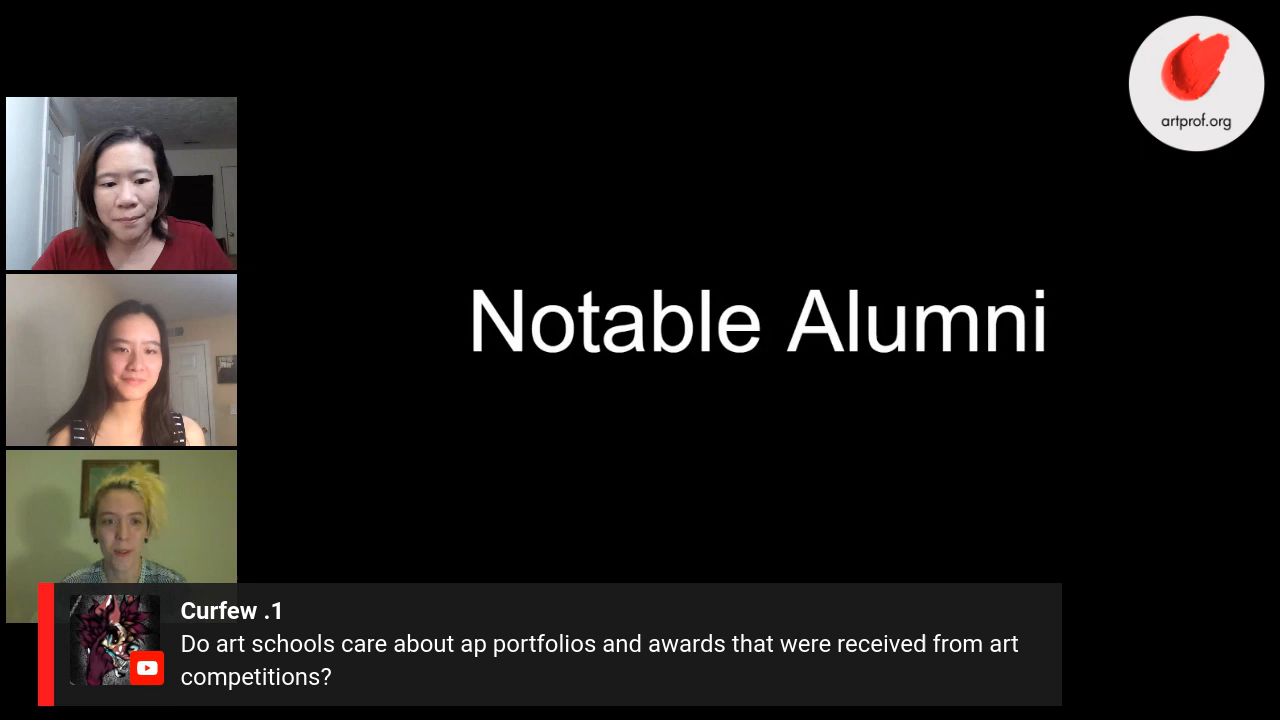 artprof.org
Notable Alumni
Curfew .1
Do art schools care about ap portfolios and awards that were received from art
competitions?